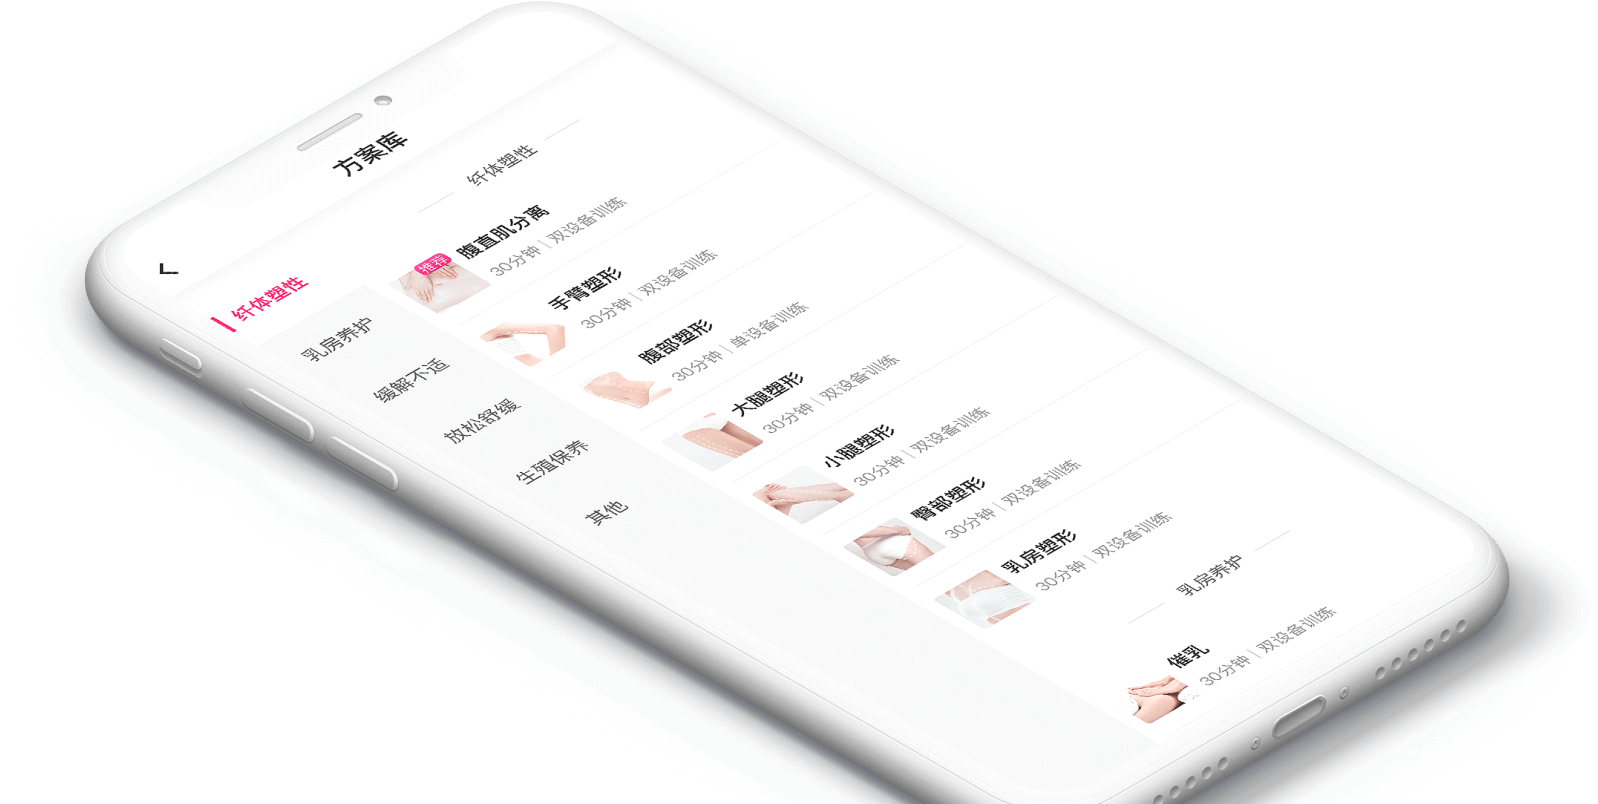 方案库
纤体塑性
乳房养护
缓解不适
放松舒缓
生殖保养
其他
纤体塑性
推荐
腹直肌分离
30分钟 | 双设备训练
手臂塑形
30分钟 | 双设备训练
腹部塑形
30分钟 | 单设备训练
大腿塑形
30分钟 | 双设备训练
小腿塑形
30分钟 | 双设备训练
臀部塑形
30分钟 | 双设备训练
乳房塑形
30分钟 | 双设备训练
乳房养护
催乳
30分钟 | 双设备训练